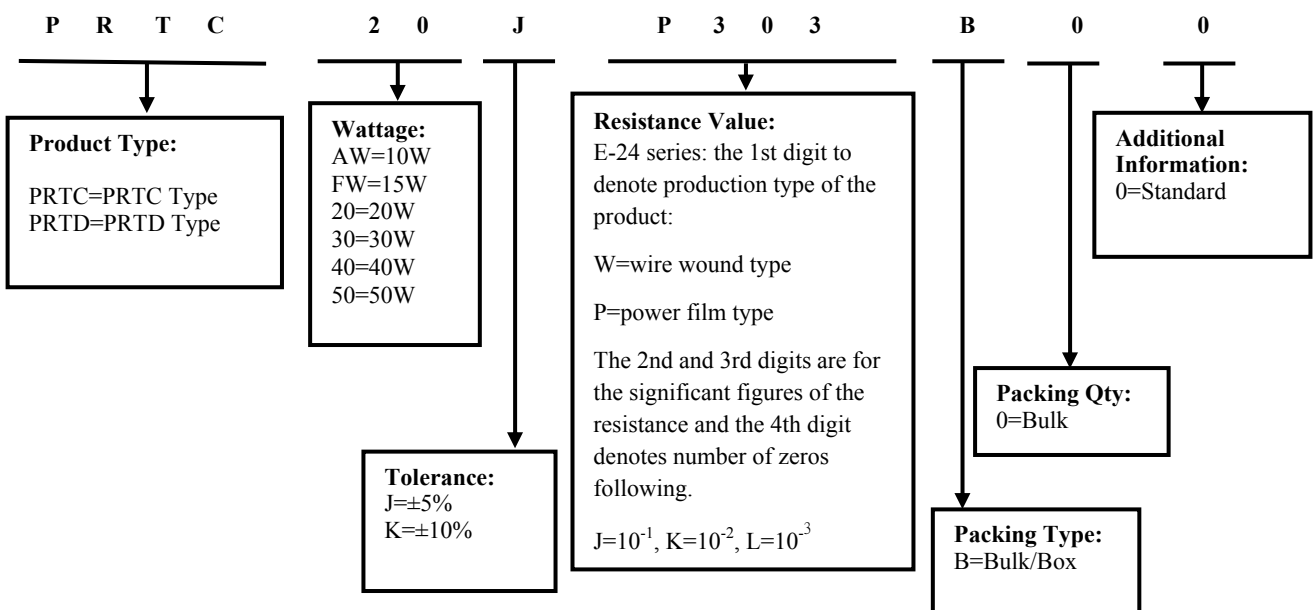 P R T C 2 0 J P 3 0 3 B 0 0
Product Type:
PRTC=PRTC Type
PRTD=PRTD Type
Wattage:
AW=10W
FW=15W
20=20W
30=30W
40=40W
50=50W
Tolerance:
J=±5%
K=±10%
Resistance Value:
E-24 series: the 1st digit to
denote production type of the
product:
W=wire wound type
P=power film type
The 2nd and 3rd digits are for
the significant figures of the
resistance and the 4th digit
denotes number of zeros
following.
J=10⁻¹, K=10⁻², L=10⁻³
Packing Type:
B=Bulk/Box
Packing Qty:
0=Bulk
Additional
Information:
0=Standard